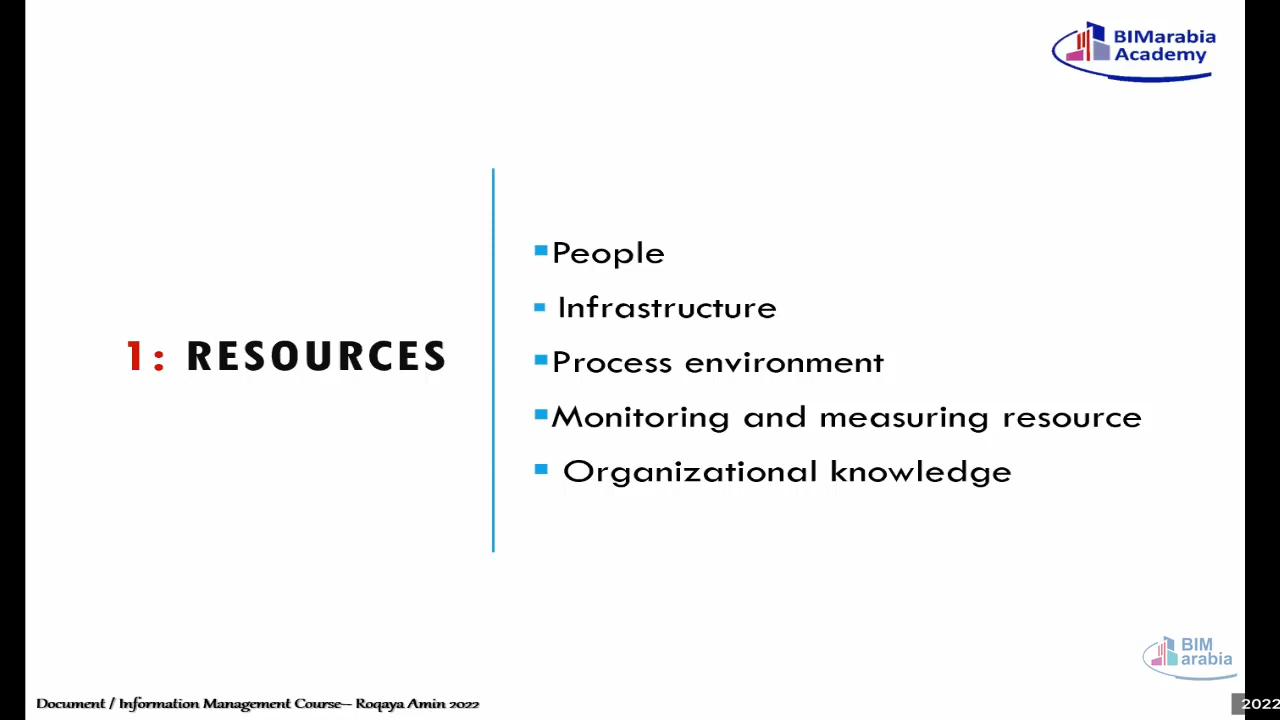 BIMarabia
Academy
1: RESOURCES
People
Infrastructure
Process environment
Monitoring and measuring resource
Organizational knowledge
BIM
arabia
Document / Information Management Course-- Roqaya Amin 2022
2022